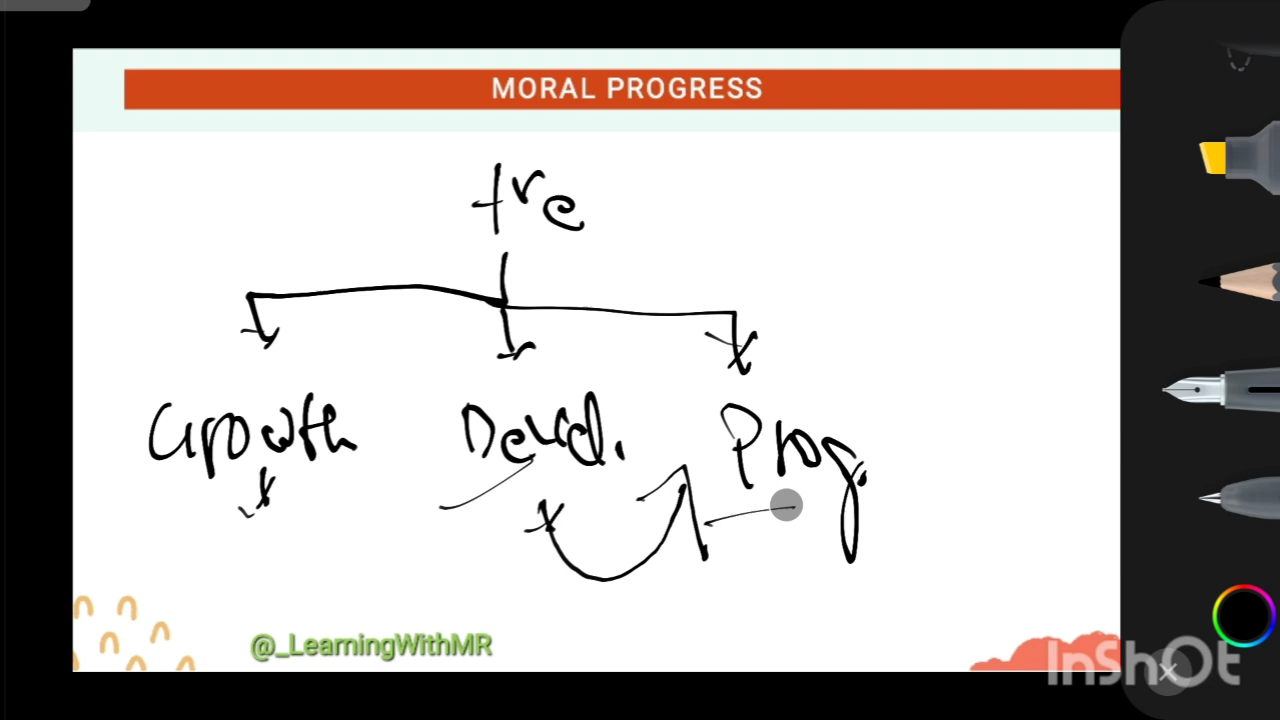 MORAL PROGRESS
+ve
Growth Devel. Prog.
@_LearningWithMR
InShOt